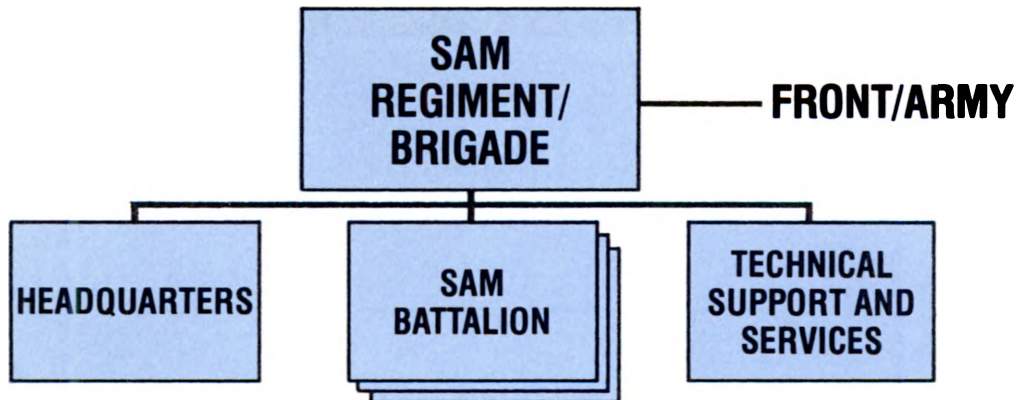 SAM
REGIMENT/
BRIGADE
FRONT/ARMY
HEADQUARTERS
SAM
BATTALION
TECHNICAL
SUPPORT AND
SERVICES